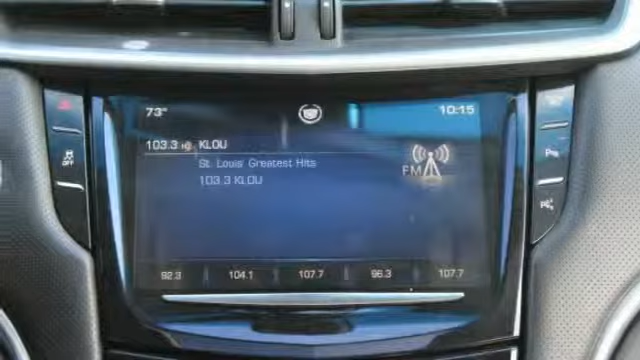 73° 10:15
103.3 KLOU
St. Louis' Greatest Hits
103.3 KLOU
FM
OFF
92.3 104.1 107.7 96.3 107.7